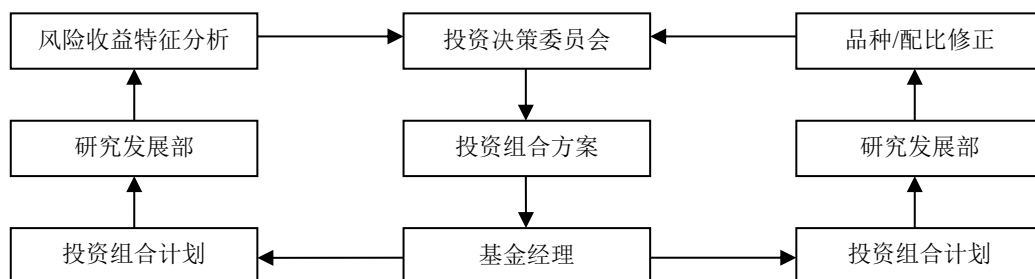 风险收益特征分析
投资决策委员会
品种/配比修正
研究发展部
投资组合方案
研究发展部
投资组合计划
基金经理
投资组合计划